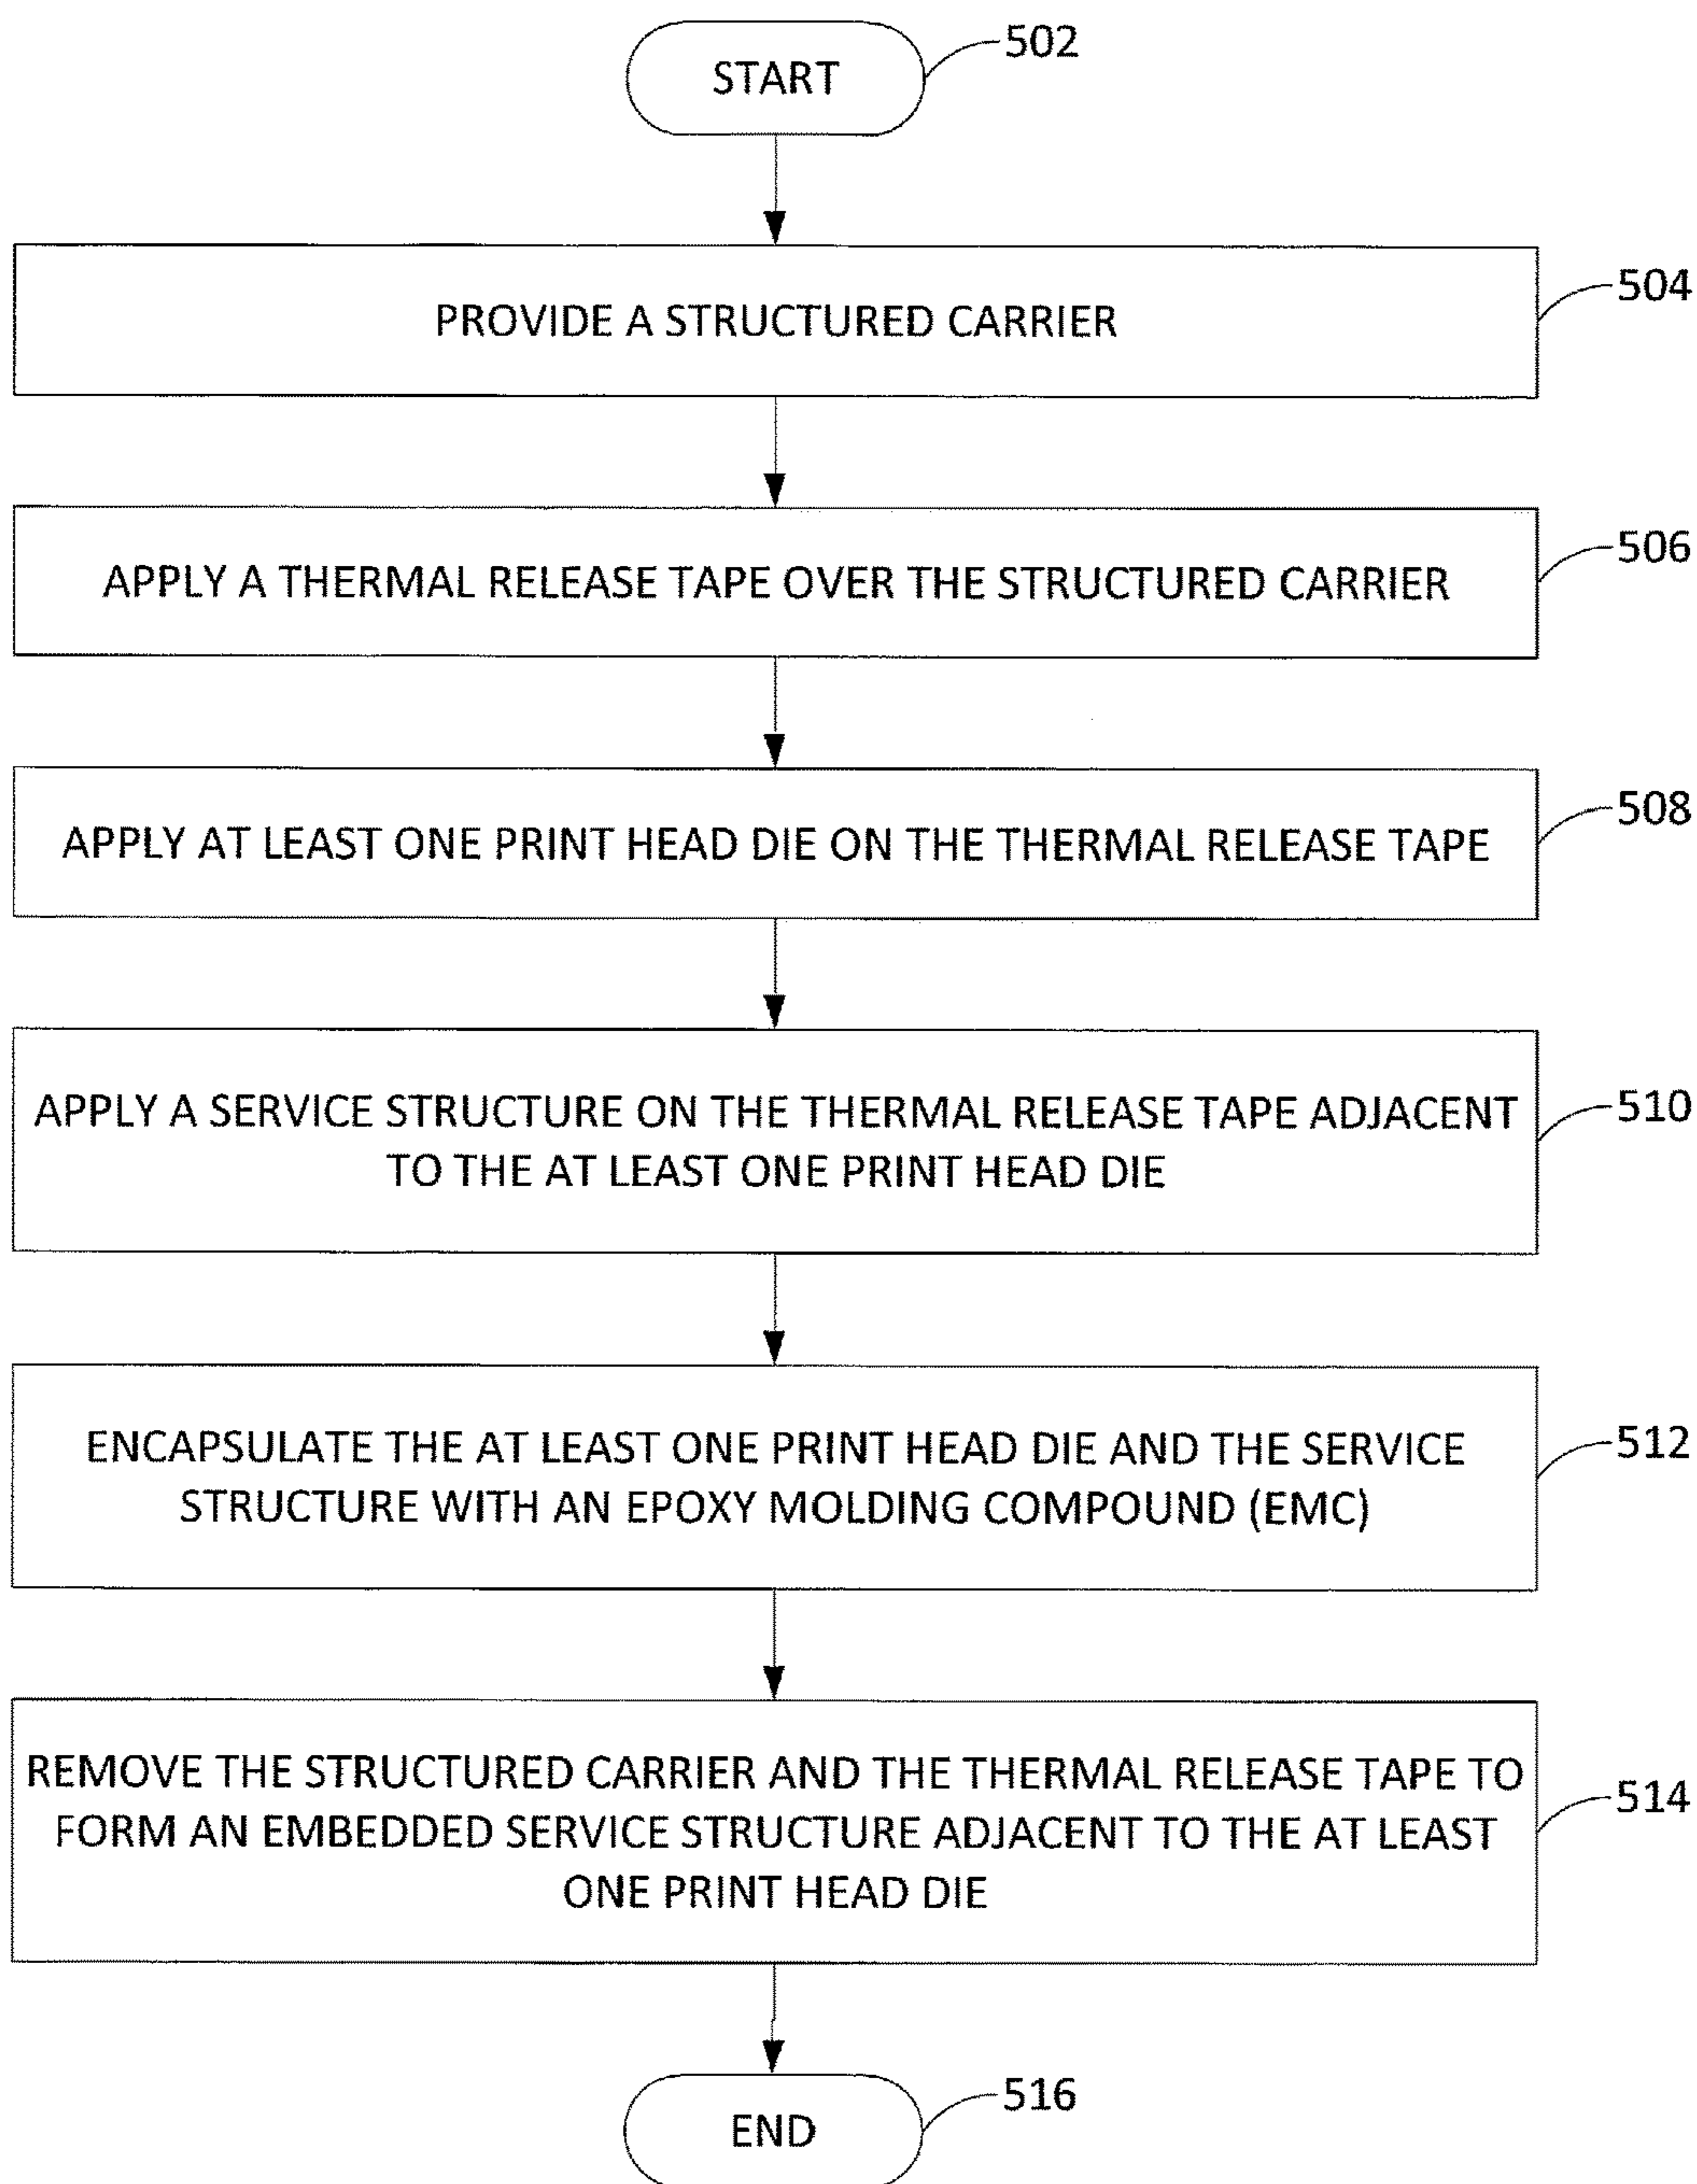 START
502
PROVIDE A STRUCTURED CARRIER
504
APPLY A THERMAL RELEASE TAPE OVER THE STRUCTURED CARRIER
506
APPLY AT LEAST ONE PRINT HEAD DIE ON THE THERMAL RELEASE TAPE
508
APPLY A SERVICE STRUCTURE ON THE THERMAL RELEASE TAPE ADJACENT
TO THE AT LEAST ONE PRINT HEAD DIE
510
ENCAPSULATE THE AT LEAST ONE PRINT HEAD DIE AND THE SERVICE
STRUCTURE WITH AN EPOXY MOLDING COMPOUND (EMC)
512
REMOVE THE STRUCTURED CARRIER AND THE THERMAL RELEASE TAPE TO
FORM AN EMBEDDED SERVICE STRUCTURE ADJACENT TO THE AT LEAST
ONE PRINT HEAD DIE
514
END
516